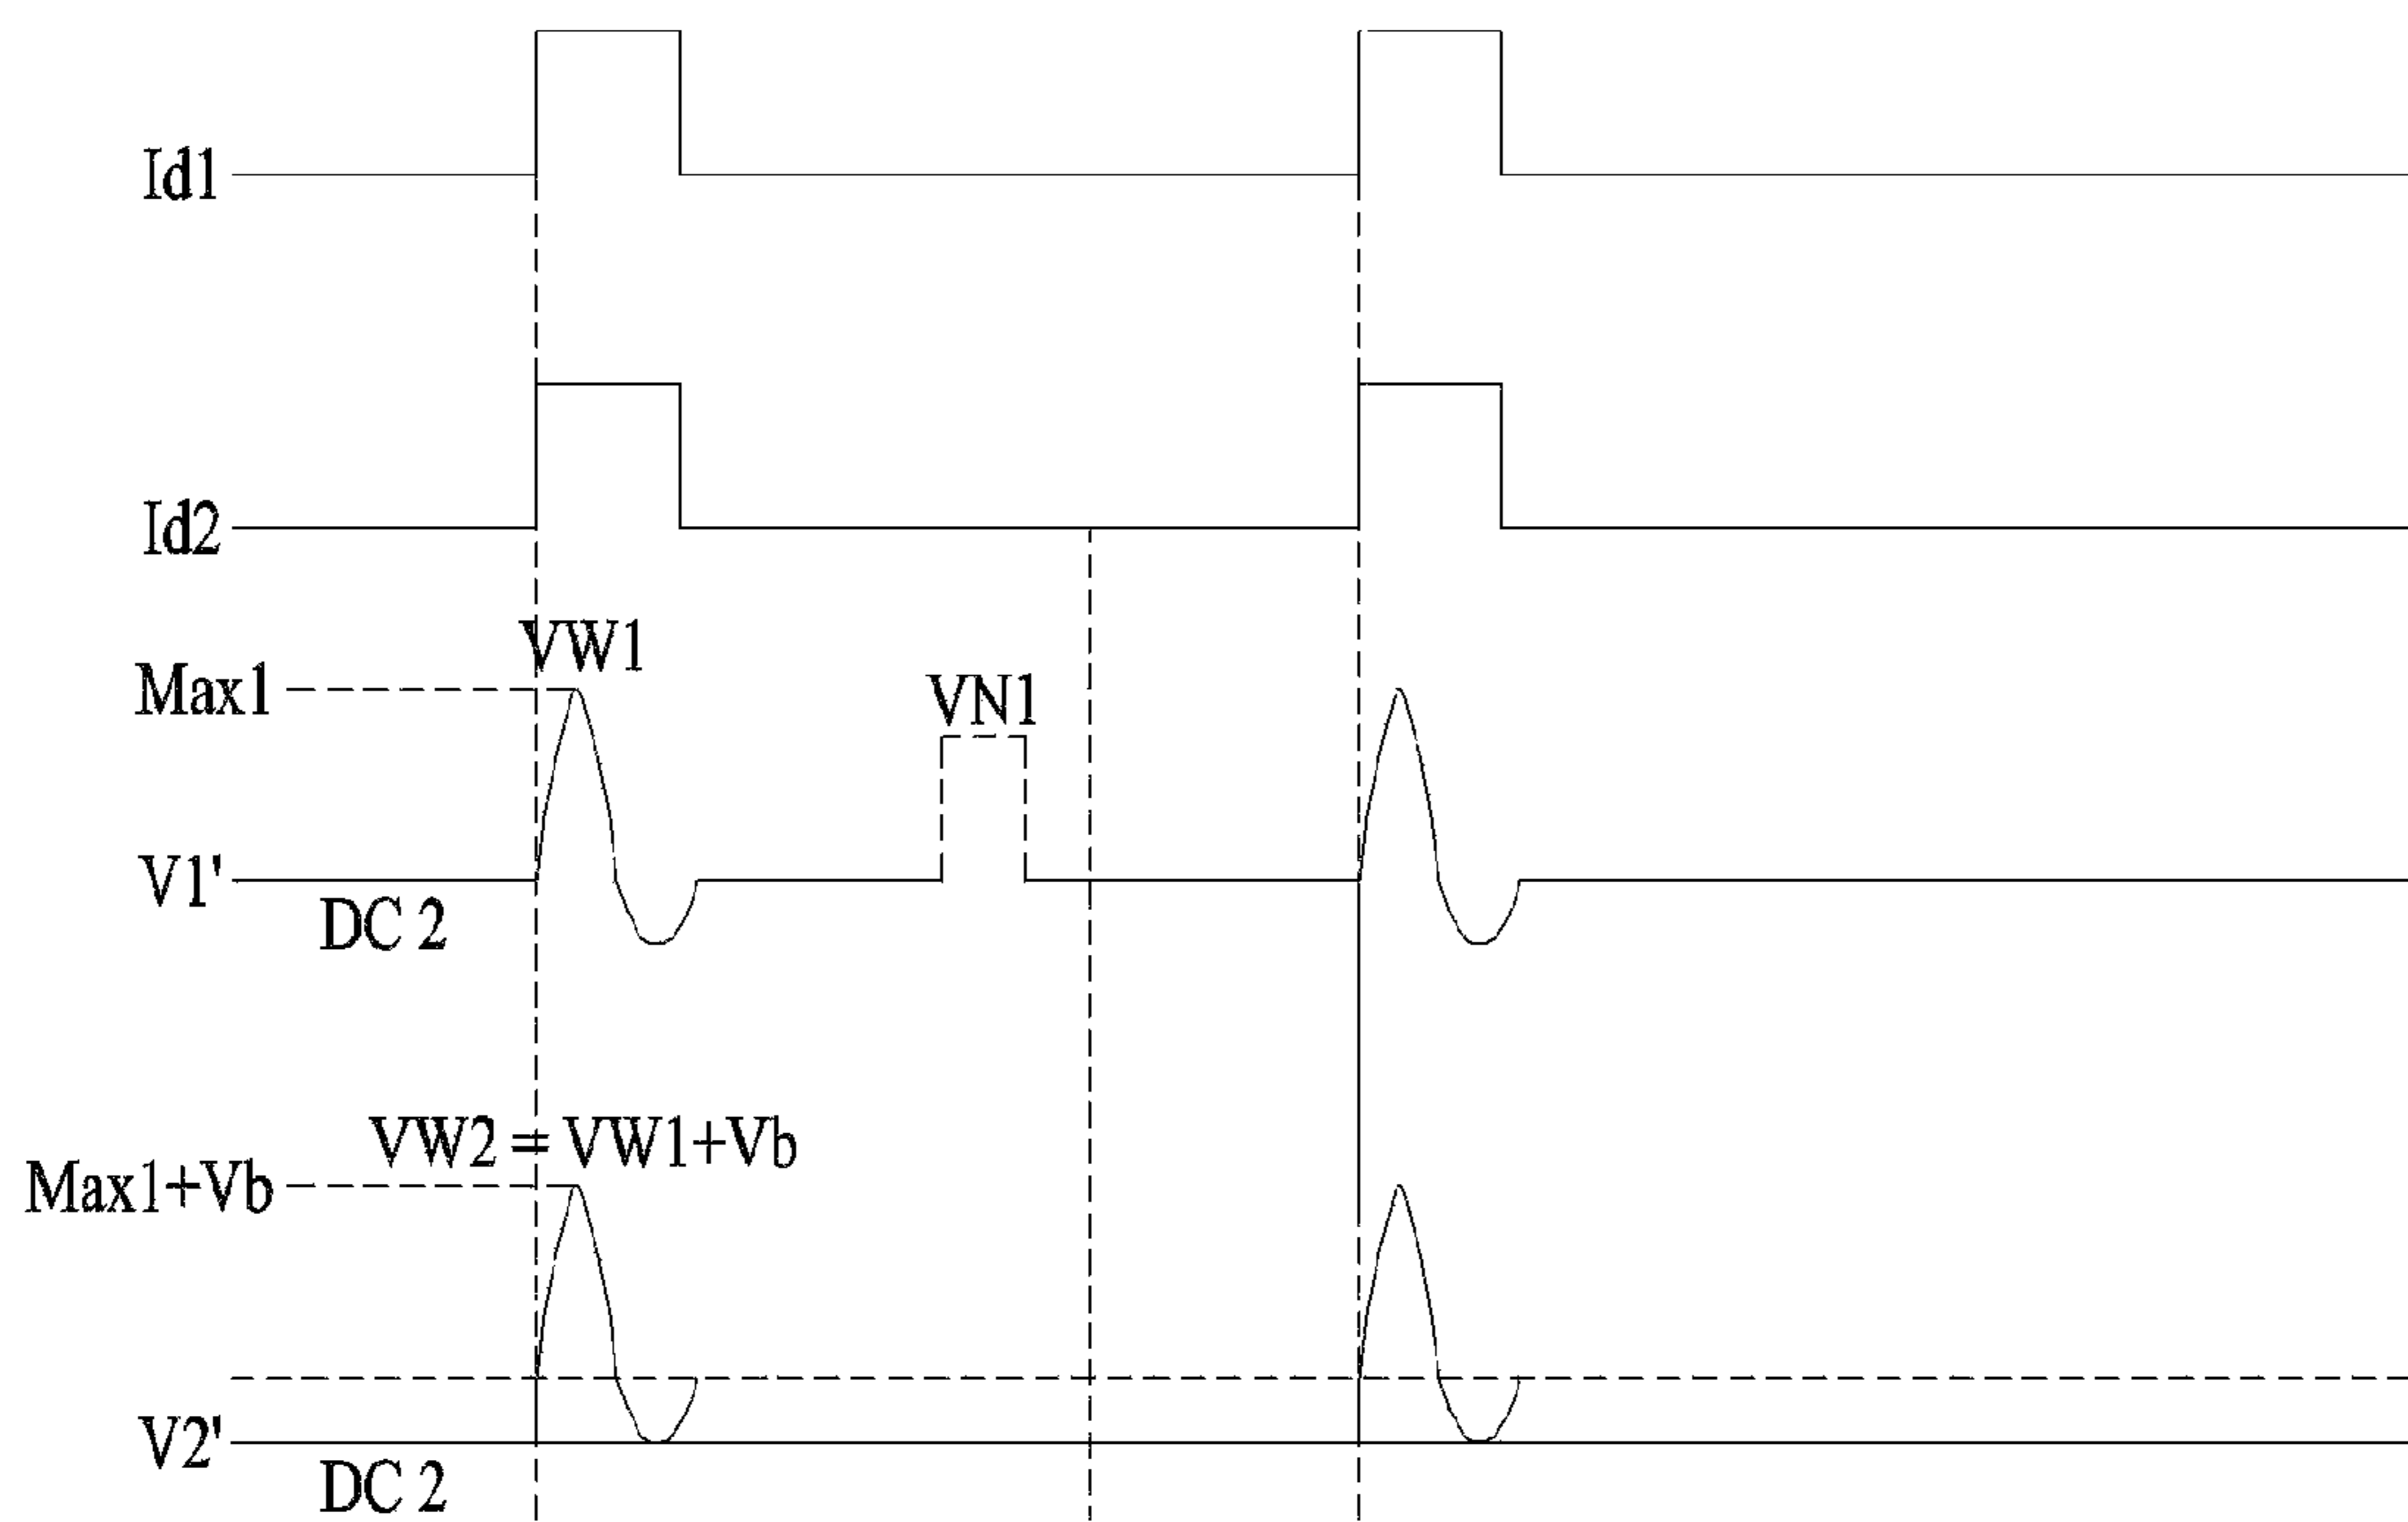 Id1
Id2
VW1
Max1
VN1
V1'
DC 2
VW2 = VW1+Vb
Max1+Vb
V2'
DC 2